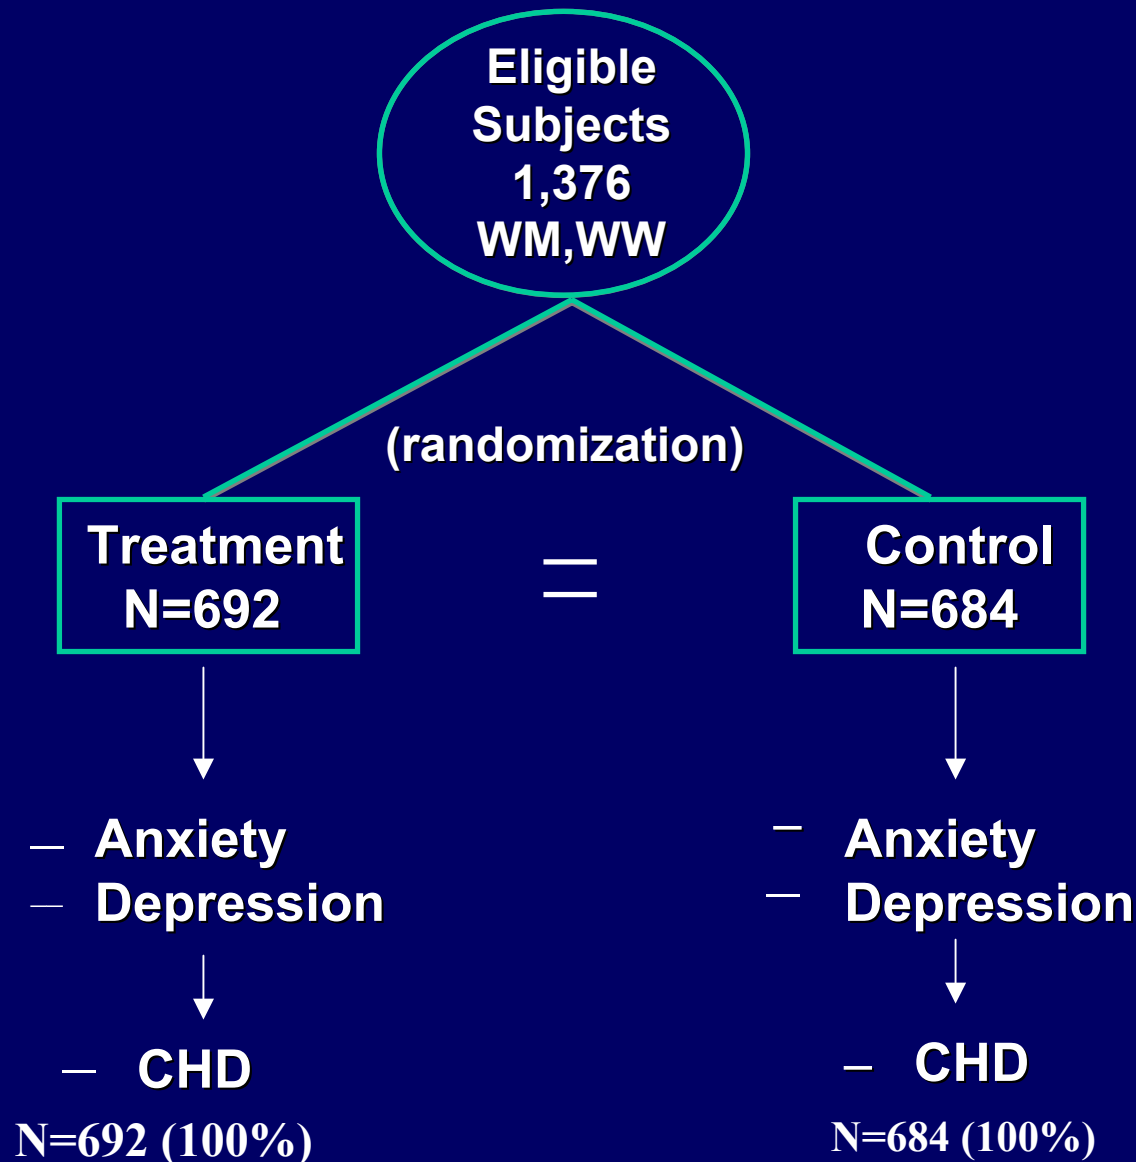 Eligible
Subjects
1,376
WM,WW
(randomization)
Treatment
N=692
=
Control
N=684
– Anxiety
– Depression
– CHD
N=692 (100%)
– Anxiety
– Depression
– CHD
N=684 (100%)